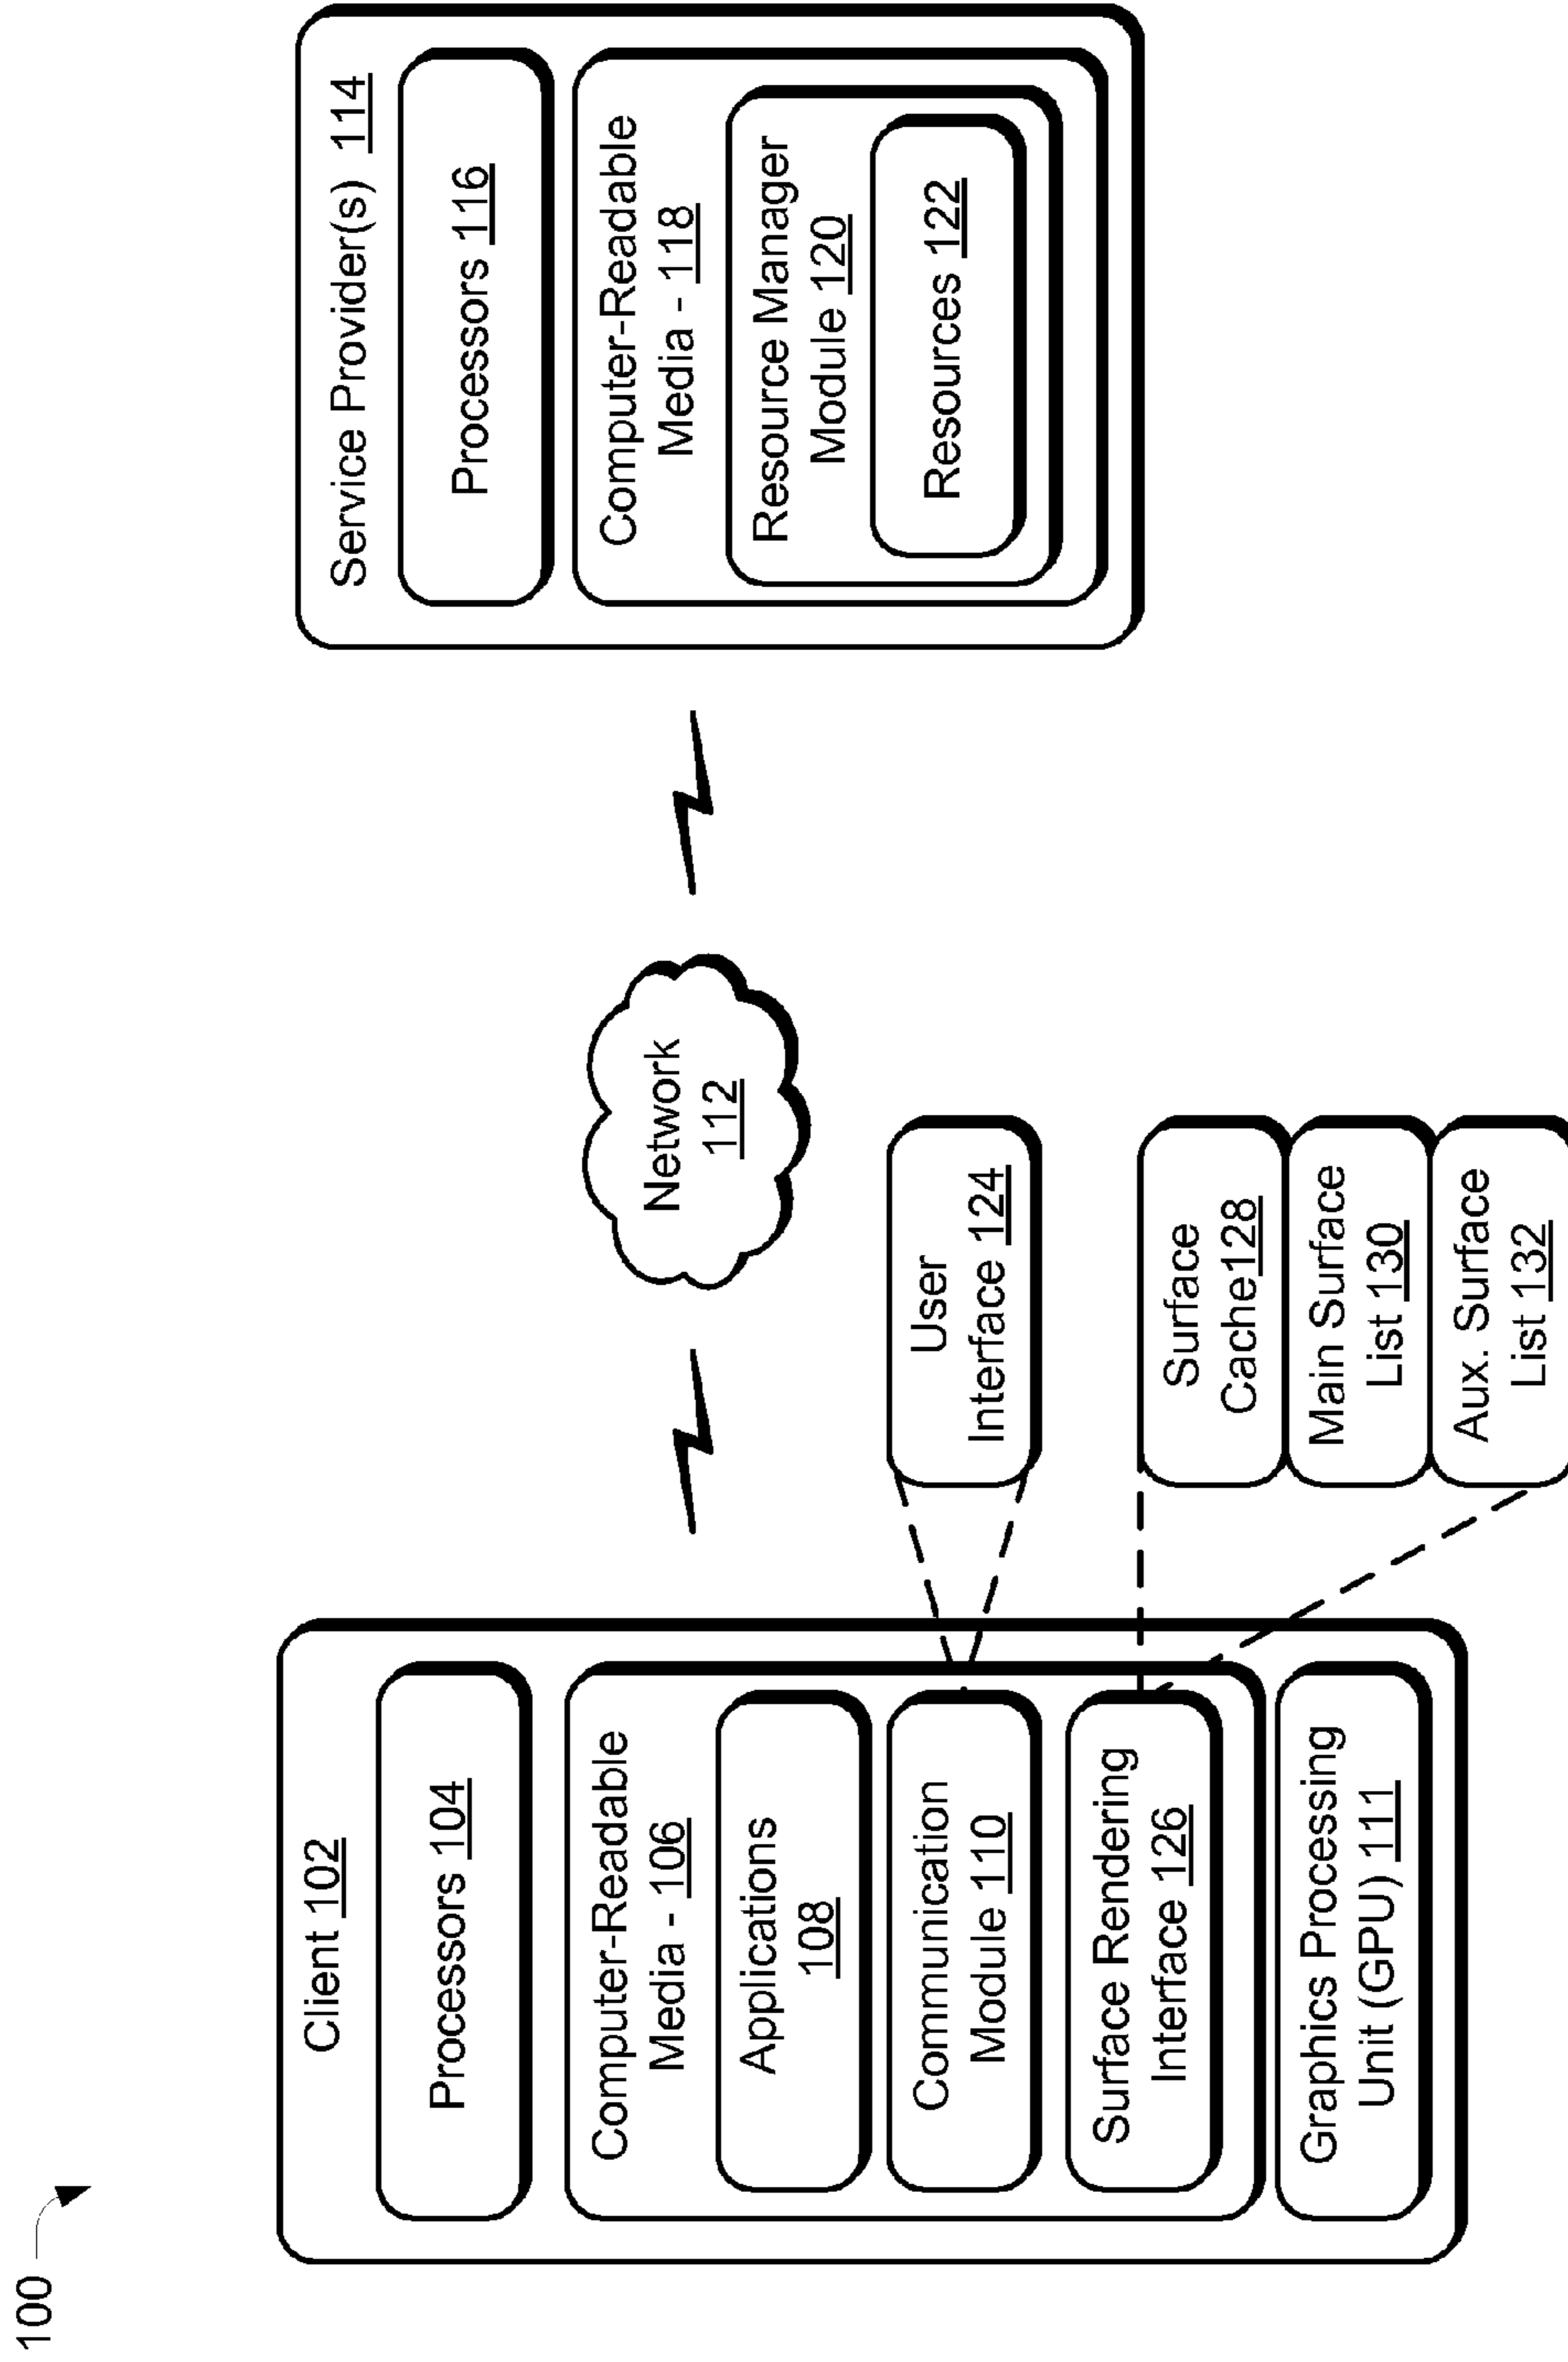 100
Client 102
Processors 104
Computer-Readable
Media - 106
Applications
108
Communication
Module 110
Surface Rendering
Interface 126
Graphics Processing
Unit (GPU) 111
Network
112
User
Interface 124
Surface
Cache128
Main Surface
List 130
Aux. Surface
List 132
Service Provider(s) 114
Processors 116
Computer-Readable
Media - 118
Resource Manager
Module 120
Resources 122